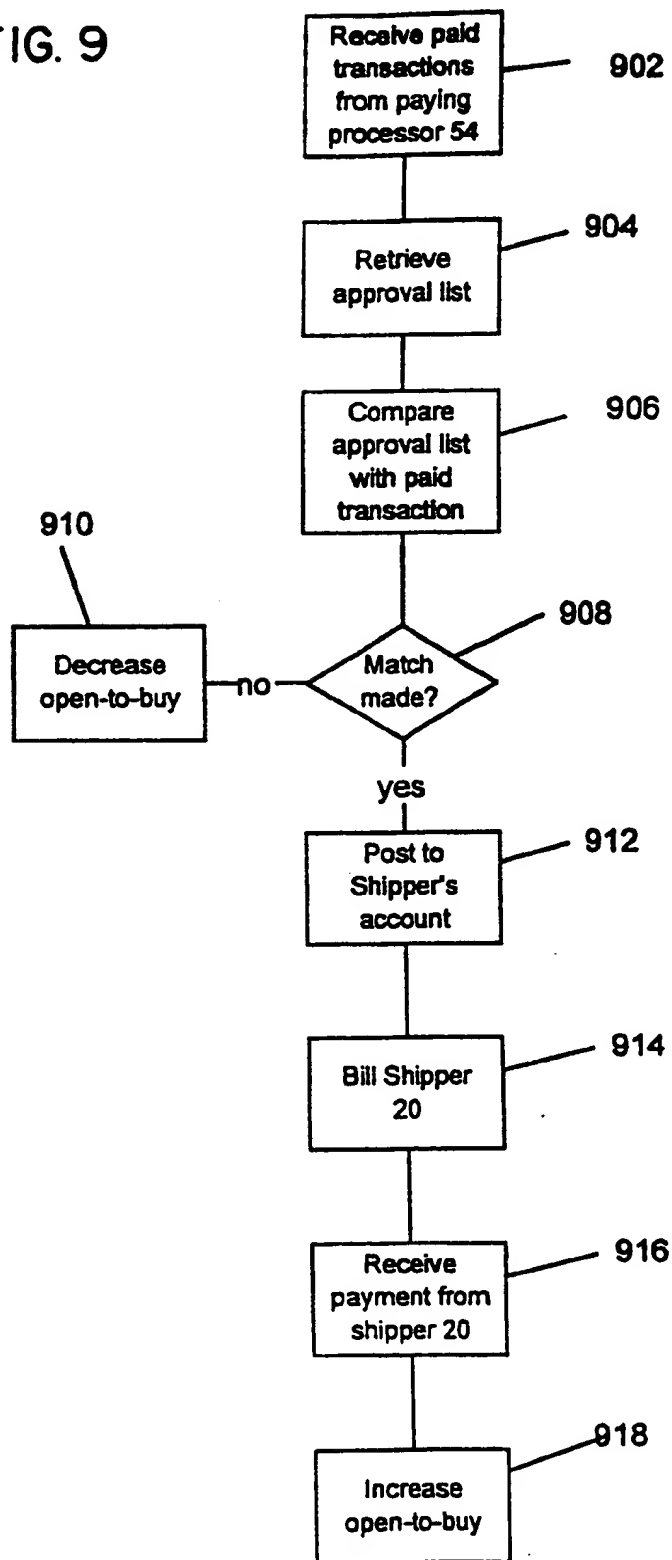 FIG. 9
Receive paid
transactions
from paying
processor 54
902
904
Retrieve
approval list
906
Compare
approval list
with paid
transaction
910
908
Decrease
open-to-buy
no
Match
made?
yes
Post to
Shipper's
account
912
914
Bill Shipper
20
916
Receive
payment from
shipper 20
918
Increase
open-to-buy